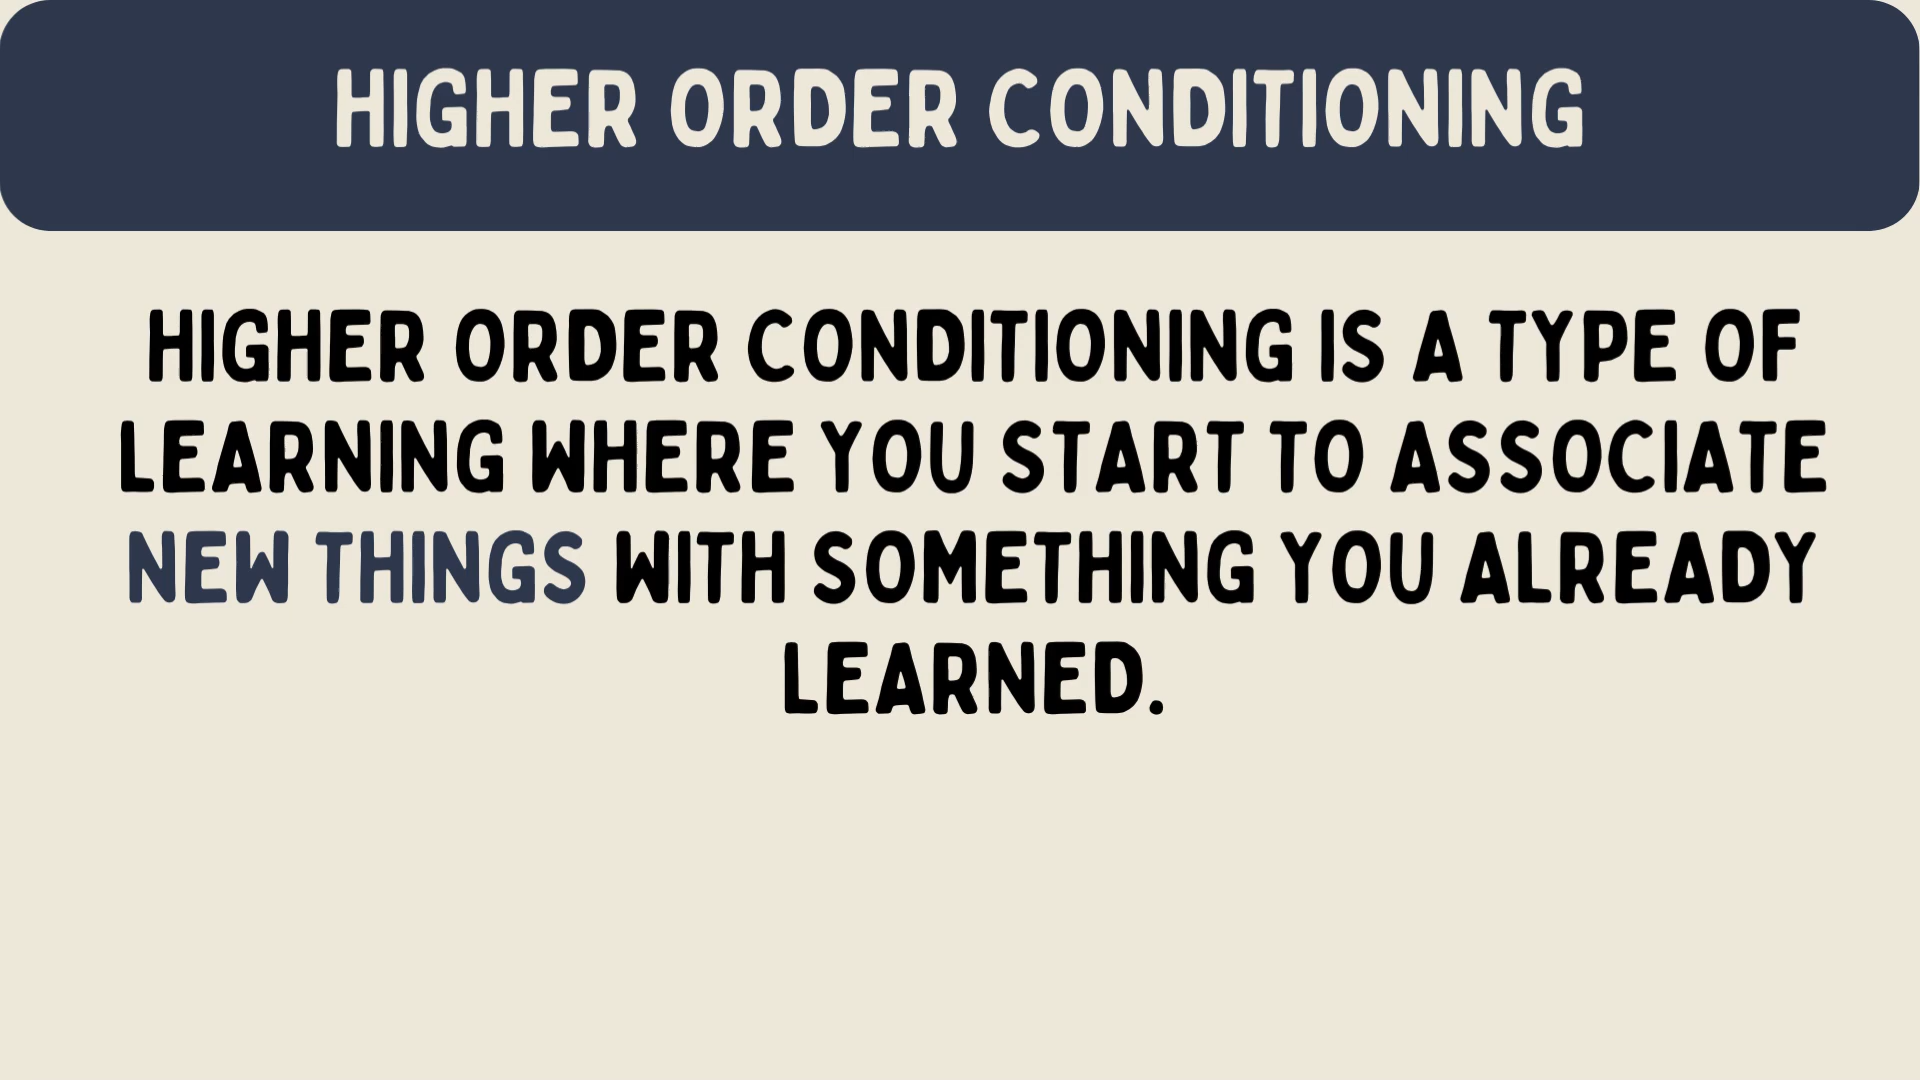 HIGHER ORDER CONDITIONING
HIGHER ORDER CONDITIONING IS A TYPE OF
LEARNING WHERE YOU START TO ASSOCIATE
NEW THINGS WITH SOMETHING YOU ALREADY
LEARNED.